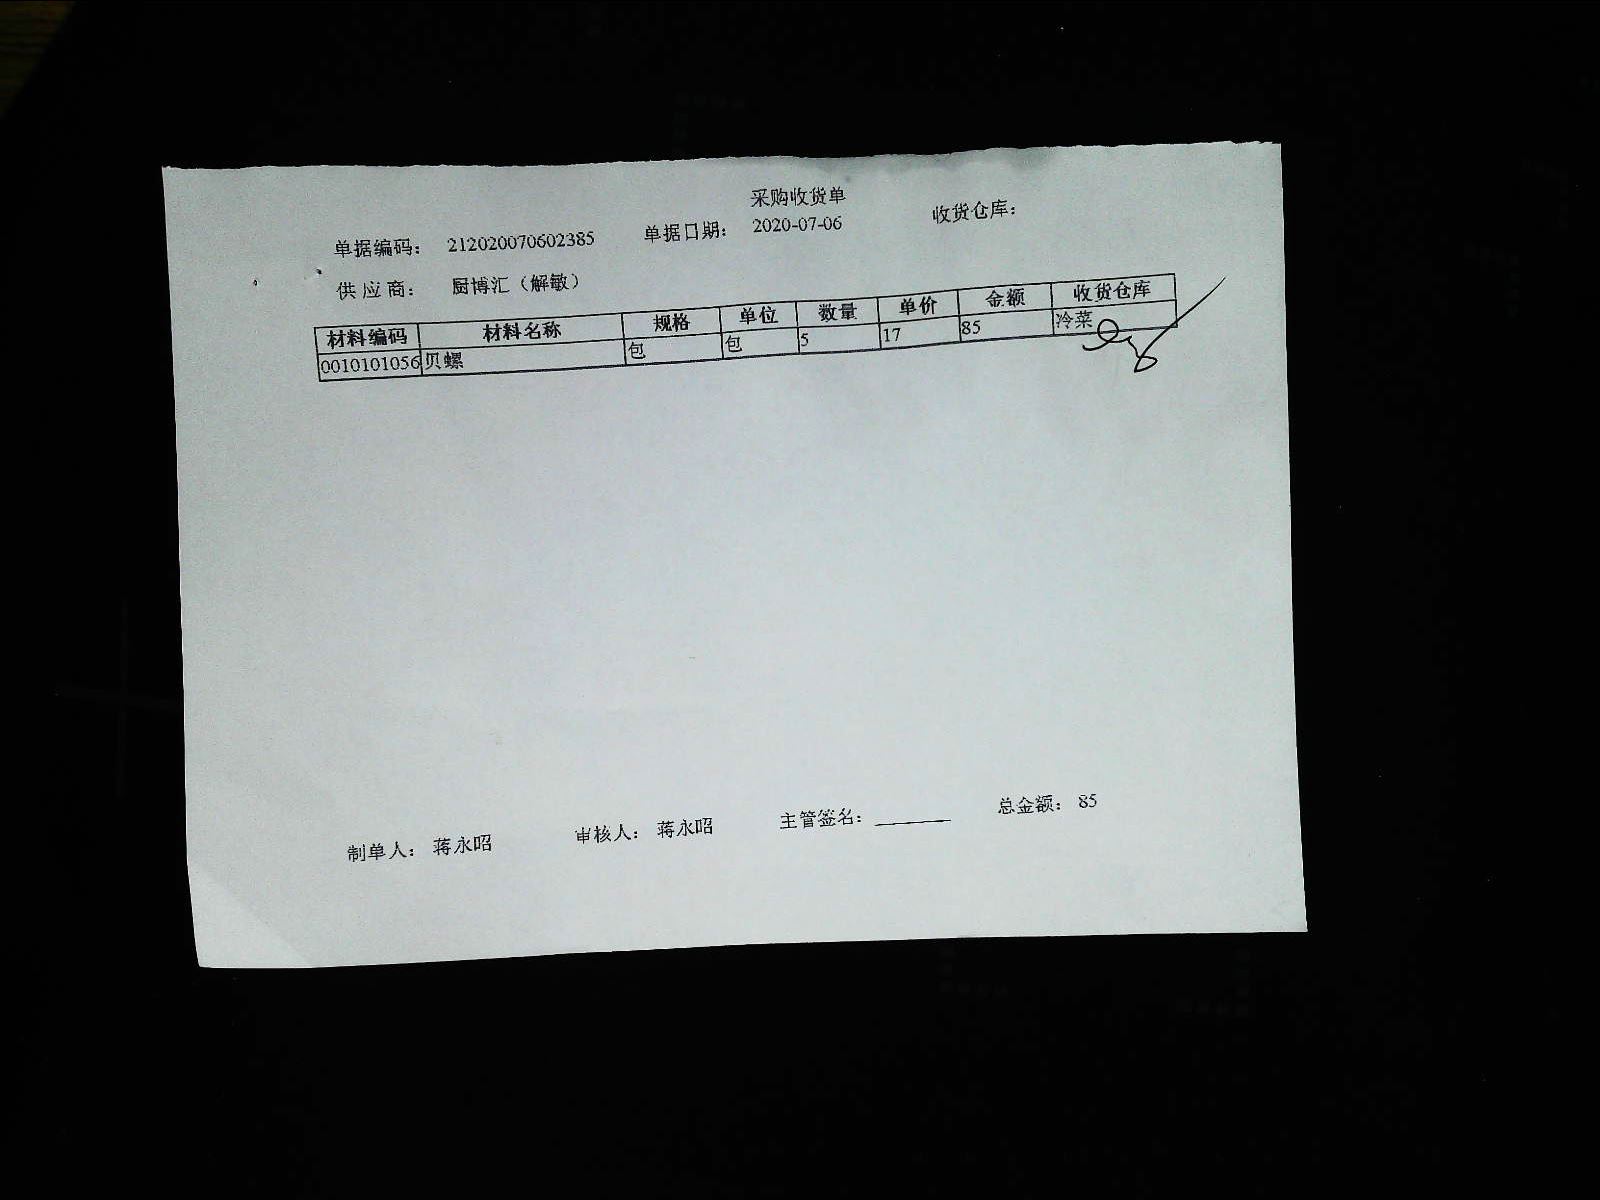 采购收货单
单据编码： 212020070602385 单据日期： 2020-07-06 收货仓库：
供应商： 厨博汇（解敏）
材料编码 材料名称 规格 单位 数量 单价 金额 收货仓库
0010101056 贝螺 包 包 5 17 85 冷菜
制单人： 蒋永昭 审核人： 蒋永昭 主管签名： 总金额： 85